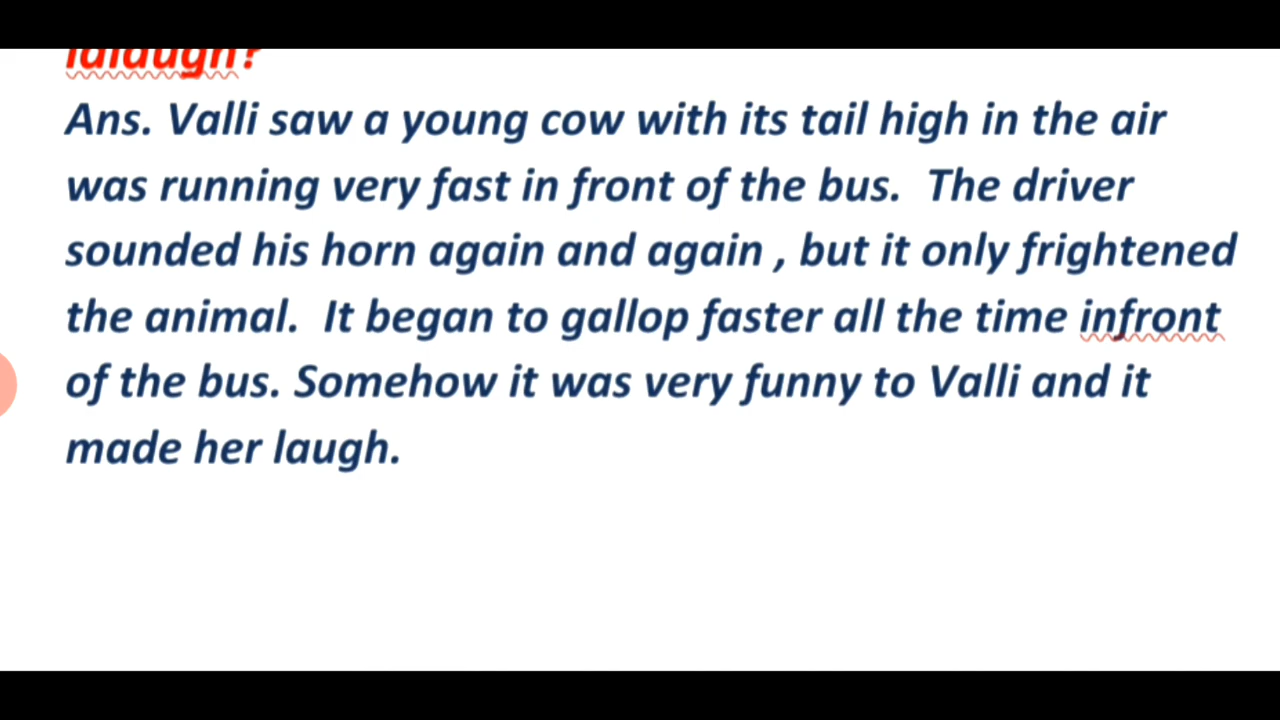 lalaugh?
Ans. Valli saw a young cow with its tail high in the air
was running very fast in front of the bus.  The driver
sounded his horn again and again , but it only frightened
the animal.  It began to gallop faster all the time infront
of the bus. Somehow it was very funny to Valli and it
made her laugh.